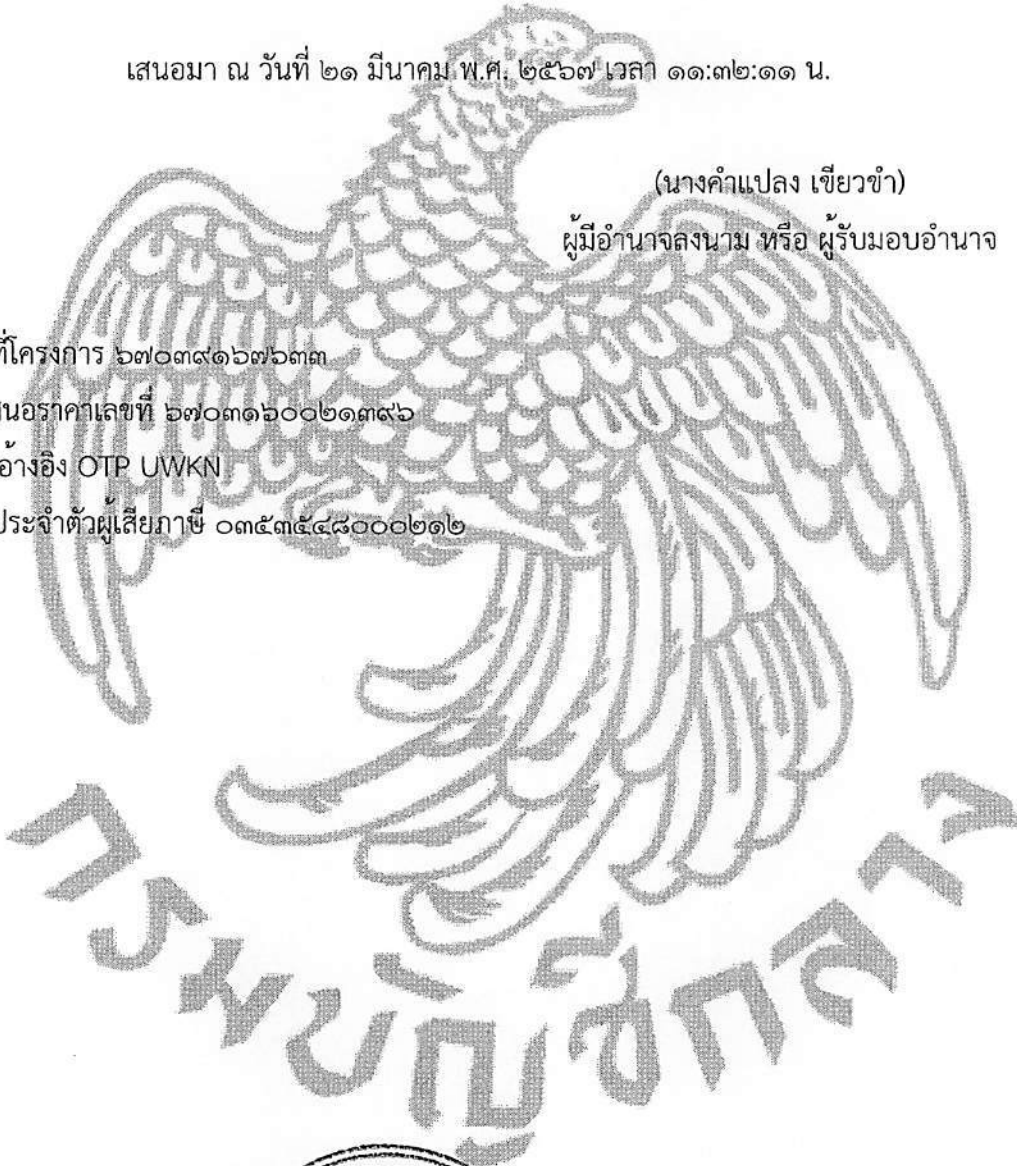 เสนอมา ณ วันที่ ๒๑ มีนาคม พ.ศ. ๒๕๖๗ เวลา ๑๑:๓๒:๑๑ น.
(นางคำแปลง เขียวขำ)
ผู้มีอำนาจลงนาม หรือ ผู้รับมอบอำนาจ
ที่โครงการ ๖๗๐๓๙๑๖๗๖๓๓
สนอราคาเลขที่ ๖๗๐๓๑๖๐๐๒๑๓๙๖
อ้างอิง OTP UWKN
ประจำตัวผู้เสียภาษี ๐๓๕๓๕๔๘๐๐๐๒๑๒
กรมบัญชีกลาง